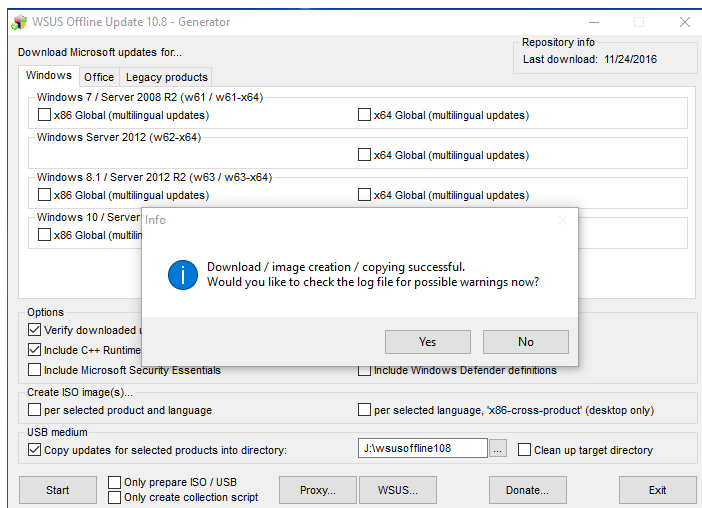 WSUS Offline Update 10.8 - Generator
Download Microsoft updates for...
Repository info
Last download: 11/24/2016
Windows
Office
Legacy products
Windows 7 / Server 2008 R2 (w61 / w61-x64)
x86 Global (multilingual updates)
x64 Global (multilingual updates)
Windows Server 2012 (w62-x64)
x64 Global (multilingual updates)
Windows 8.1 / Server 2012 R2 (w63 / w63-x64)
x86 Global (multilingual updates)
x64 Global (multilingual updates)
Windows 10 / Server
x86 Global
Info
Download / image creation / copying successful.
Would you like to check the log file for possible warnings now?
Yes
No
Options
Verify downloaded
Include C++ Runtime
Include Microsoft Security Essentials
Include Windows Defender definitions
Create ISO image(s)...
per selected product and language
per selected language, 'x86-cross-product' (desktop only)
USB medium
Copy updates for selected products into directory:
J:\wsusoffline108
...
Clean up target directory
Start
Only prepare ISO / USB
Only create collection script
Proxy...
WSUS...
Donate...
Exit